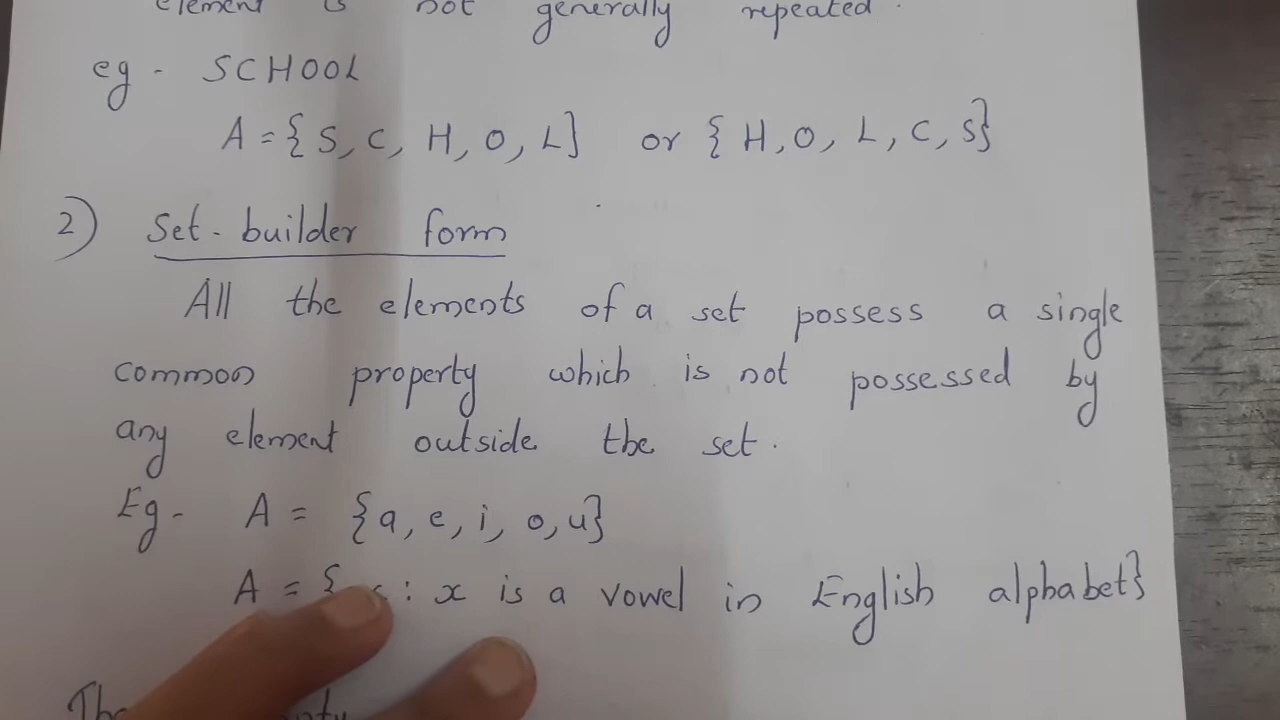 element is not generally repeated.
eg - SCHOOL
A = {S, C, H, O, L} or {H, O, L, C, S}
2) Set-builder form
All the elements of a set possess a single
common property which is not possessed by
any element outside the set.
Eg- A = {a, e, i, o, u}
A = {x : x is a vowel in English alphabet}